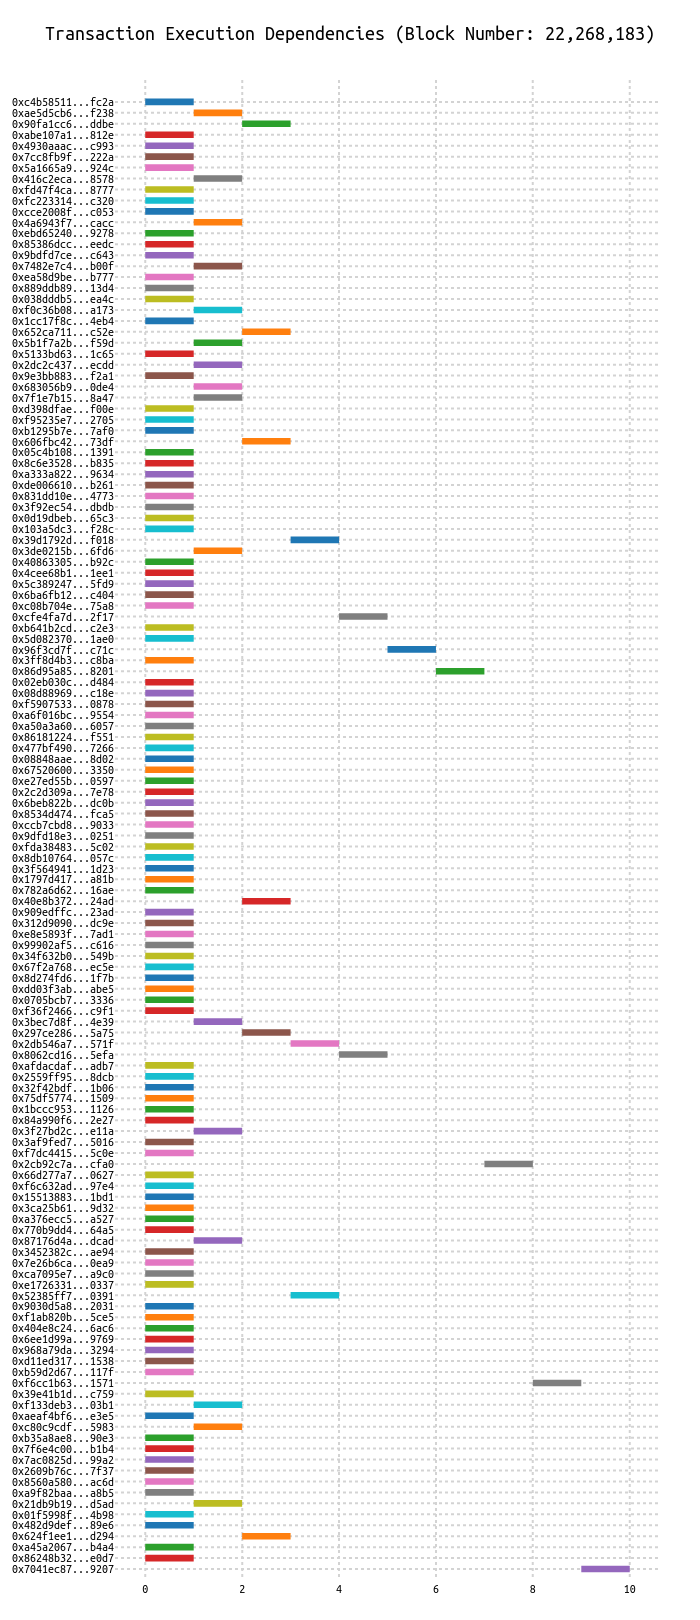 Transaction Execution Dependencies (Block Number: 22,268,183)
0xc4b58511...fc2a
0xae5d5cb6...f238
0x90fa1cc6...ddbe
0xabe107a1...812e
0x4930aaac...c993
0x7cc8fb9f...222a
0x5a1665a9...924c
0x416c2eca...8578
0xfd47f4ca...8777
0xfc223314...c320
0xcce2008f...c053
0x4a6943f7...cacc
0xebd65240...9278
0x85386dcc...eedc
0x9bdfd7ce...c643
0x7482e7c4...b00f
0xea58d9be...b777
0x889ddb89...13d4
0x038dddb5...ea4c
0xf0c36b08...a173
0x1cc17f8c...4eb4
0x652ca711...c52e
0x5b1f7a2b...f59d
0x5133bd63...1c65
0x2dc2c437...ecdd
0x9e3bb883...f2a1
0x683056b9...0de4
0x7f1e7b15...8a47
0xd398dfae...f00e
0xf95235e7...2705
0xb1295b7e...7af0
0x606fbc42...73df
0x05c4b108...1391
0x8c6e3528...b835
0xa333a822...9634
0xde006610...b261
0x831dd10e...4773
0x3f92ec54...dbdb
0x0d19dbeb...65c3
0x103a5dc3...f28c
0x39d1792d...f018
0x3de0215b...6fd6
0x40863305...b92c
0x4cee68b1...1ee1
0x5c389247...5fd9
0x6ba6fb12...c404
0xc08b704e...75a8
0xcfe4fa7d...2f17
0xb641b2cd...c2e3
0x5d082370...1ae0
0x96f3cd7f...c71c
0x3ff8d4b3...c8ba
0x86d95a85...8201
0x02eb030c...d484
0x08d88969...c18e
0xf5907533...0878
0xa6f016bc...9554
0xa50a3a60...6057
0x86181224...f551
0x477bf490...7266
0x08848aae...8d02
0x67520600...3350
0xe27ed55b...0597
0x2c2d309a...7e78
0x6beb822b...dc0b
0x8534d474...fca5
0xccb7cbd8...9033
0x9dfd18e3...0251
0xfda38483...5c02
0x8db10764...057c
0x3f564941...1d23
0x1797d417...a81b
0x782a6d62...16ae
0x40e8b372...24ad
0x909edffc...23ad
0x312d9090...dc9e
0xe8e5893f...7ad1
0x99902af5...c616
0x34f632b0...549b
0x67f2a768...ec5e
0x8d274fd6...1f7b
0xdd03f3ab...abe5
0x0705bcb7...3336
0xf36f2466...c9f1
0x3bec7d8f...4e39
0x297ce286...5a75
0x2db546a7...571f
0x8062cd16...5efa
0xafdacdaf...adb7
0x2559ff95...8dcb
0x32f42bdf...1b06
0x75df5774...1509
0x1bccc953...1126
0x84a990f6...2e27
0x3f27bd2c...e11a
0x3af9fed7...5016
0xf7dc4415...5c0e
0x2cb92c7a...cfa0
0x66d277a7...0627
0xf6c632ad...97e4
0x15513883...1bd1
0x3ca25b61...9d32
0xa376ecc5...a527
0x770b9dd4...64a5
0x87176d4a...dcad
0x3452382c...ae94
0x7e26b6ca...0ea9
0xca7095e7...a9c0
0xe1726331...0337
0x52385ff7...0391
0x9030d5a8...2031
0xf1ab820b...5ce5
0x404e8c24...6ac6
0x6ee1d99a...9769
0x968a79da...3294
0xd11ed317...1538
0xb59d2d67...117f
0xf6cc1b63...1571
0x39e41b1d...c759
0xf133deb3...03b1
0xaeaf4bf6...e3e5
0xc80c9cdf...5983
0xb35a8ae8...90e3
0x7f6e4c00...b1b4
0x7ac0825d...99a2
0x2609b76c...7f37
0x8560a580...ac6d
0xa9f82baa...a8b5
0x21db9b19...d5ad
0x01f5998f...4b98
0x482d9def...89e6
0x624f1ee1...d294
0xa45a2067...b4a4
0x86248b32...e0d7
0x7041ec87...9207
0 2 4 6 8 10